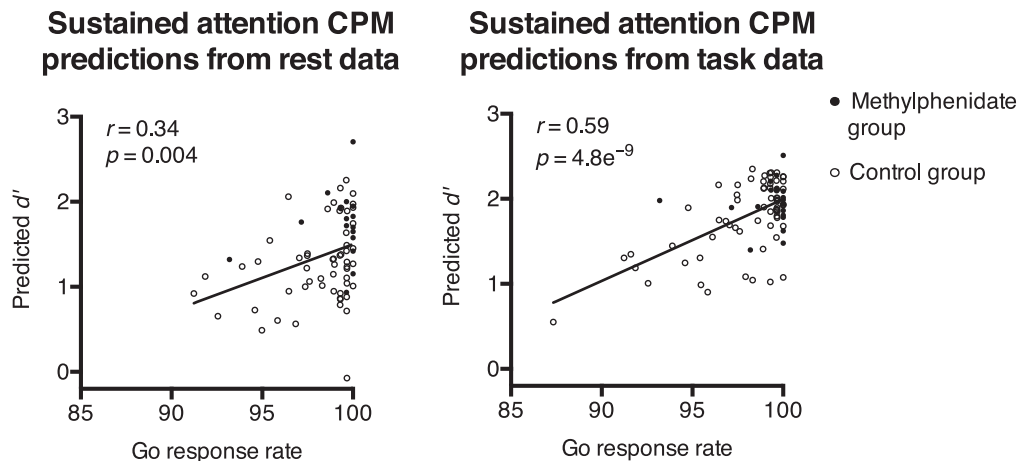 Sustained attention CPM
predictions from rest data
3
2
1
0
r = 0.34
p = 0.004
Predicted d′
85
90
95
100
Go response rate
Sustained attention CPM
predictions from task data
3
2
1
0
r = 0.59
p = 4.8e⁻⁹
Predicted d′
85
90
95
100
Go response rate
Methylphenidate
group
Control group